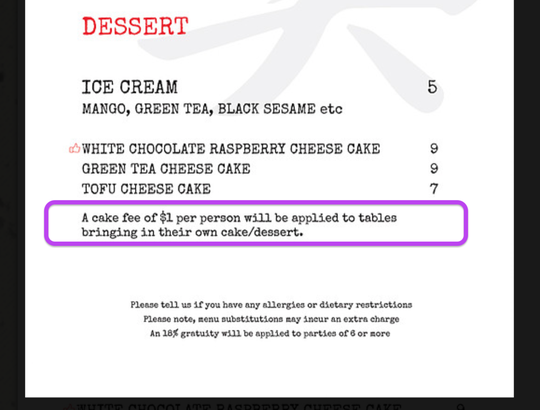 DESSERT
ICE CREAM 5
MANGO, GREEN TEA, BLACK SESAME etc
WHITE CHOCOLATE RASPBERRY CHEESE CAKE 9
GREEN TEA CHEESE CAKE 9
TOFU CHEESE CAKE 7
A cake fee of $1 per person will be applied to tables
bringing in their own cake/dessert.
Please tell us if you have any allergies or dietary restrictions
Please note, menu substitutions may incur an extra charge
An 18% gratuity will be applied to parties of 6 or more
WHITE CHOCOLATE RASPBERRY CHEESE CAKE 9